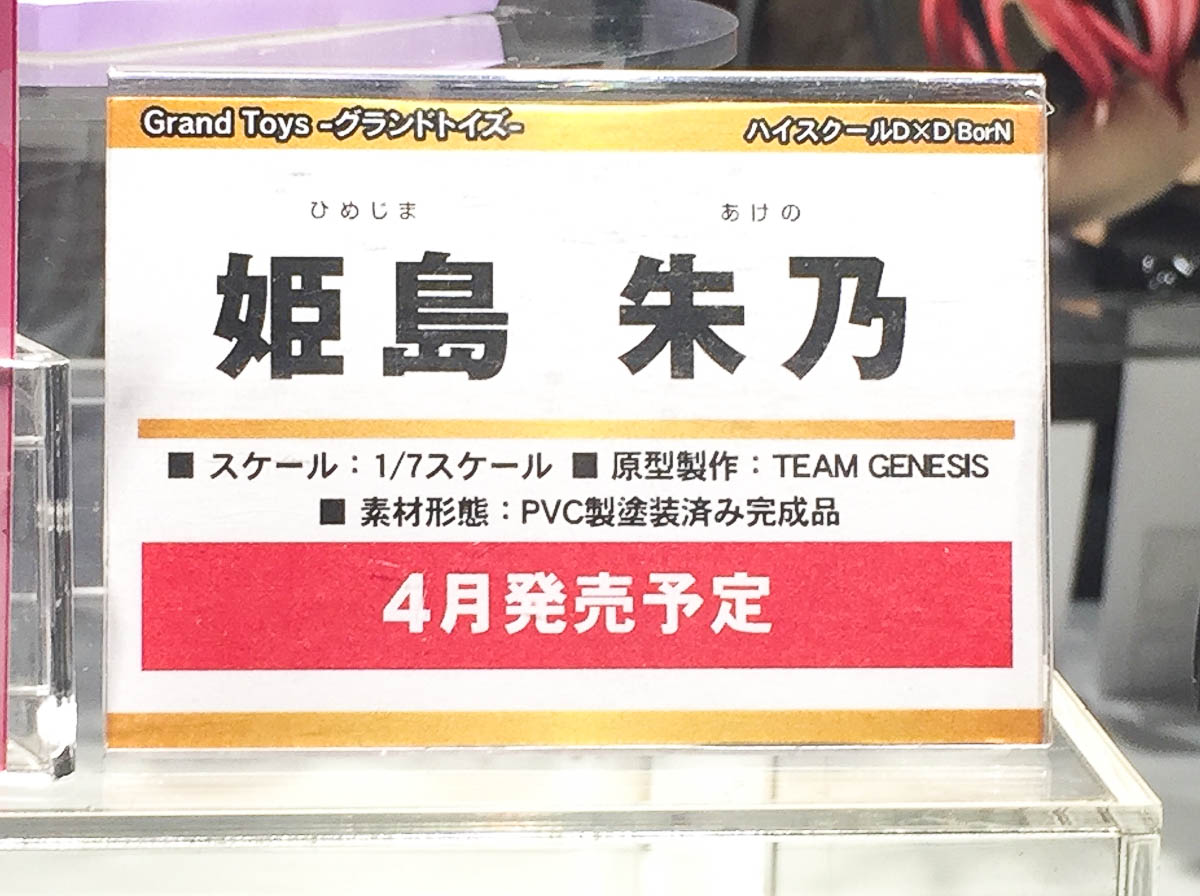 Grand Toys -グランドトイズ- ハイスクールD×D BorN
ひめじま あけの
姫島 朱乃
■ スケール：1/7スケール ■ 原型製作：TEAM GENESIS
■ 素材形態：PVC製塗装済み完成品
4月発売予定